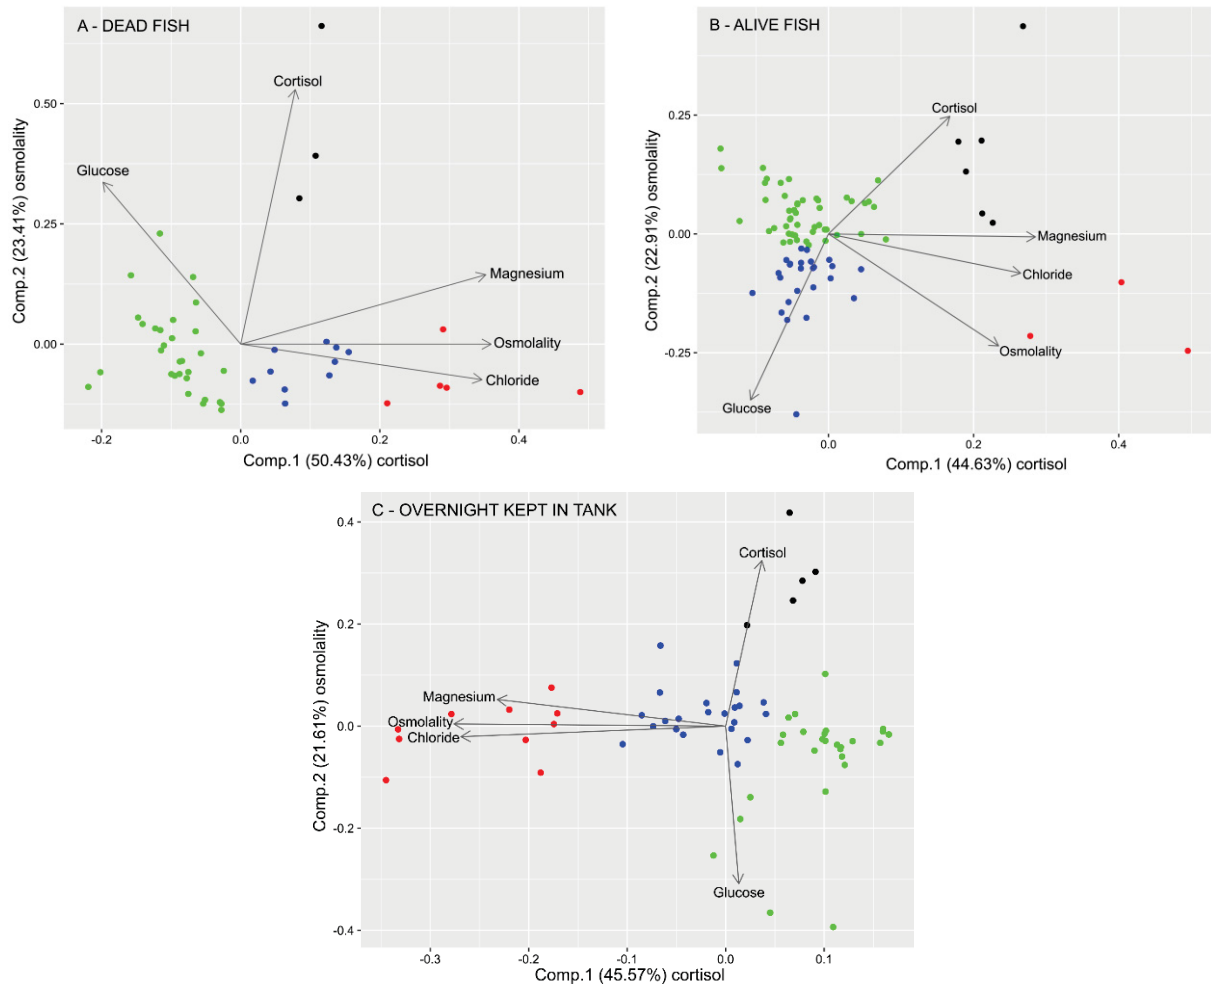 A - DEAD FISH
Cortisol
Glucose
Magnesium
Osmolality
Chloride
0.50
0.25
0.00
-0.2
0.0
0.2
0.4
Comp.2 (23.41%) osmolality
Comp.1 (50.43%) cortisol
B - ALIVE FISH
Cortisol
Magnesium
Chloride
Osmolality
Glucose
0.25
0.00
-0.25
0.0
0.2
0.4
Comp.2 (22.91%) osmolality
Comp.1 (44.63%) cortisol
C - OVERNIGHT KEPT IN TANK
Cortisol
Magnesium
Osmolality
Chloride
Glucose
0.4
0.2
0.0
-0.2
-0.4
-0.3
-0.2
-0.1
0.0
0.1
Comp.2 (21.61%) osmolality
Comp.1 (45.57%) cortisol